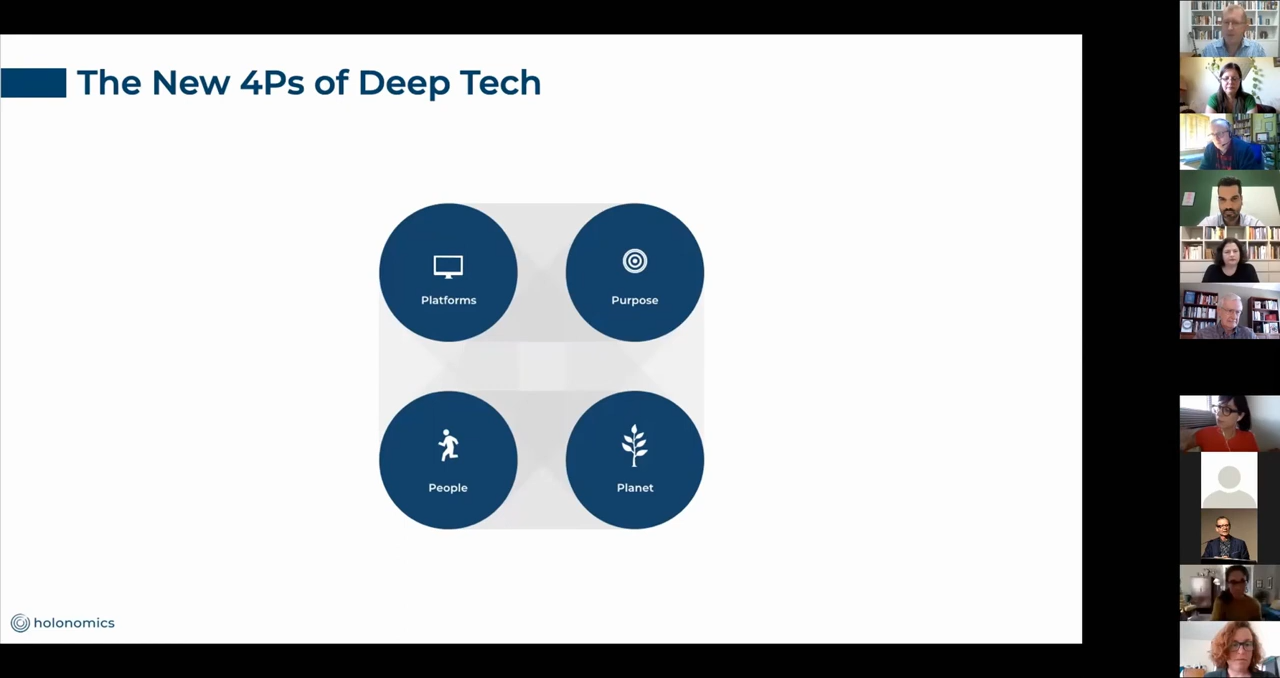 The New 4Ps of Deep Tech
Platforms
Purpose
People
Planet
holonomics